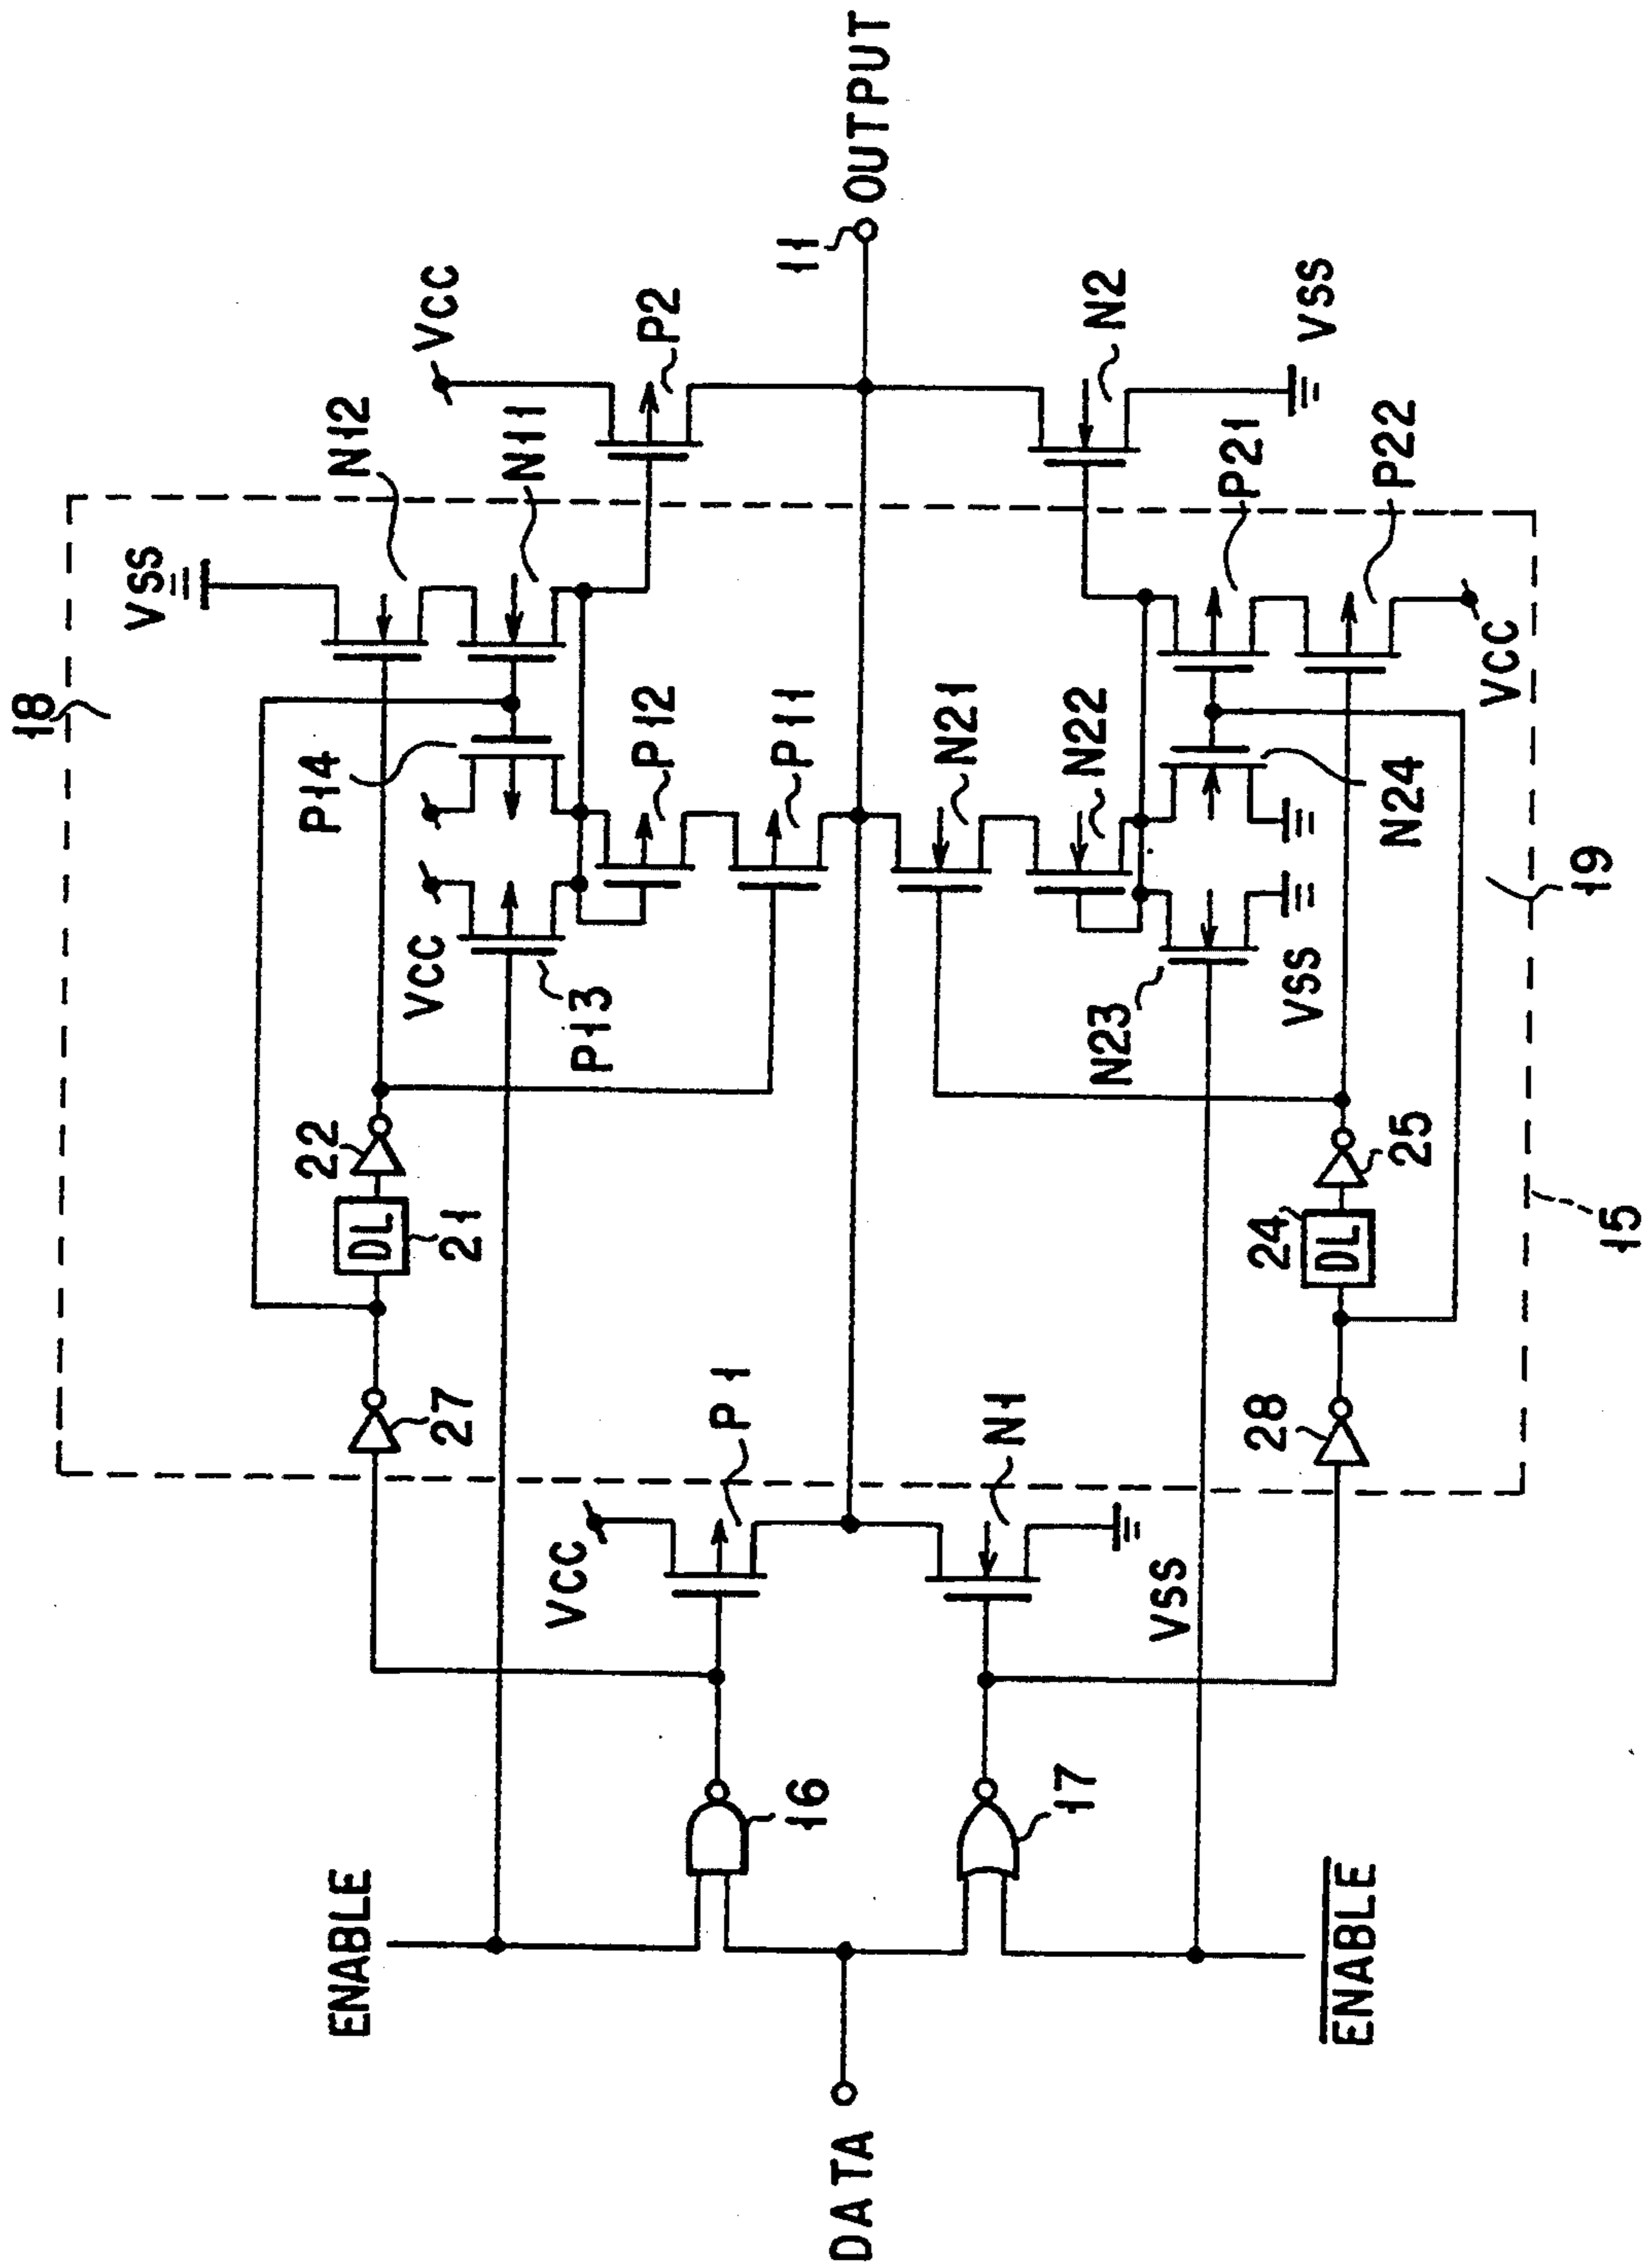 18
VSS
N12
N11
VCC
P2
P14
VCC
P13
P12
P11
22
DL
21
27
ENABLE
VCC
P1
16
11
OUTPUT
DATA
N1
17
VSS
N21
N22
N23
VSS
N24
N2
VSS
P21
P22
VCC
28
24
DL
25
19
15
ENABLE